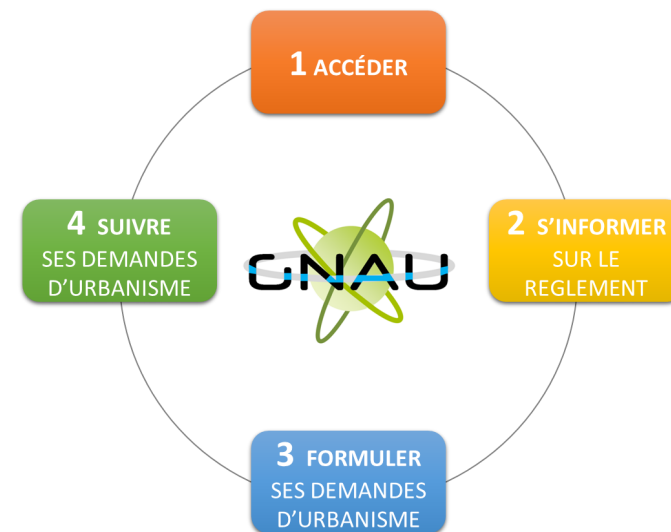 1 ACCÉDER
2 S'INFORMER
SUR LE
REGLEMENT
3 FORMULER
SES DEMANDES
D'URBANISME
4 SUIVRE
SES DEMANDES
D'URBANISME
GNAU